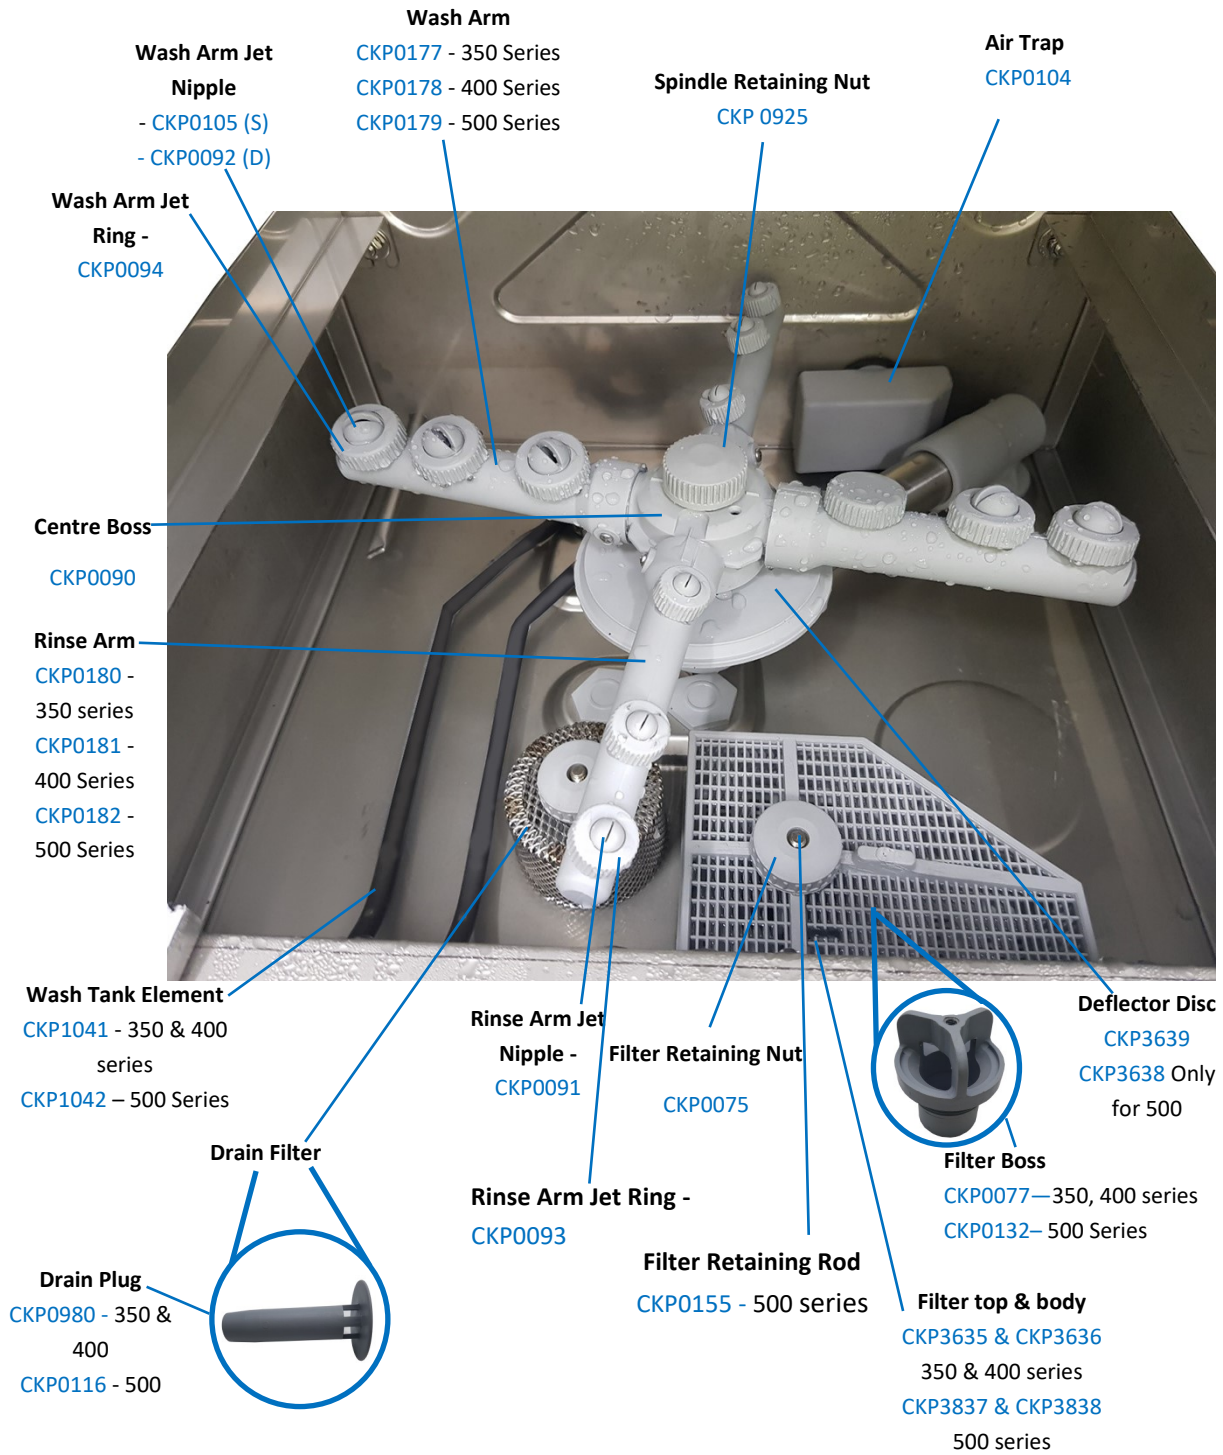 Wash Arm
CKP0177 - 350 Series
CKP0178 - 400 Series
CKP0179 - 500 Series
Wash Arm Jet
Nipple
- CKP0105 (S)
- CKP0092 (D)
Spindle Retaining Nut
CKP 0925
Air Trap
CKP0104
Wash Arm Jet
Ring -
CKP0094
Centre Boss
CKP0090
Rinse Arm
CKP0180 -
350 series
CKP0181 -
400 Series
CKP0182 -
500 Series
Wash Tank Element
CKP1041 - 350 & 400
series
CKP1042 – 500 Series
Rinse Arm Jet
Nipple -
CKP0091
Filter Retaining Nut
CKP0075
Deflector Disc
CKP3639
CKP3638 Only
for 500
Drain Filter
Rinse Arm Jet Ring -
CKP0093
Filter Boss
CKP0077—350, 400 series
CKP0132– 500 Series
Drain Plug
CKP0980 - 350 &
400
CKP0116 - 500
Filter Retaining Rod
CKP0155 - 500 series
Filter top & body
CKP3635 & CKP3636
350 & 400 series
CKP3837 & CKP3838
500 series